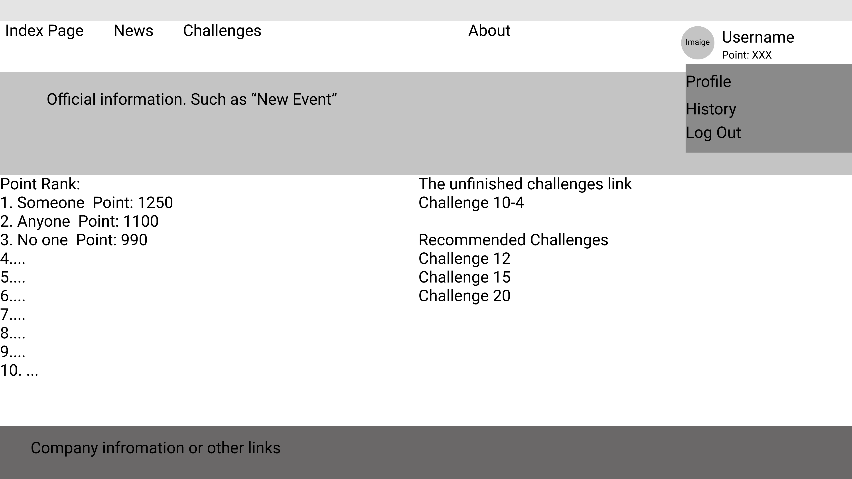 Index Page News Challenges About
Imaige
Username
Point: XXX
Profile
History
Log Out
Official information. Such as “New Event”
Point Rank:
1. Someone Point: 1250
2. Anyone Point: 1100
3. No one Point: 990
4....
5....
6....
7....
8....
9....
10. ...
The unfinished challenges link
Challenge 10-4
Recommended Challenges
Challenge 12
Challenge 15
Challenge 20
Company infromation or other links